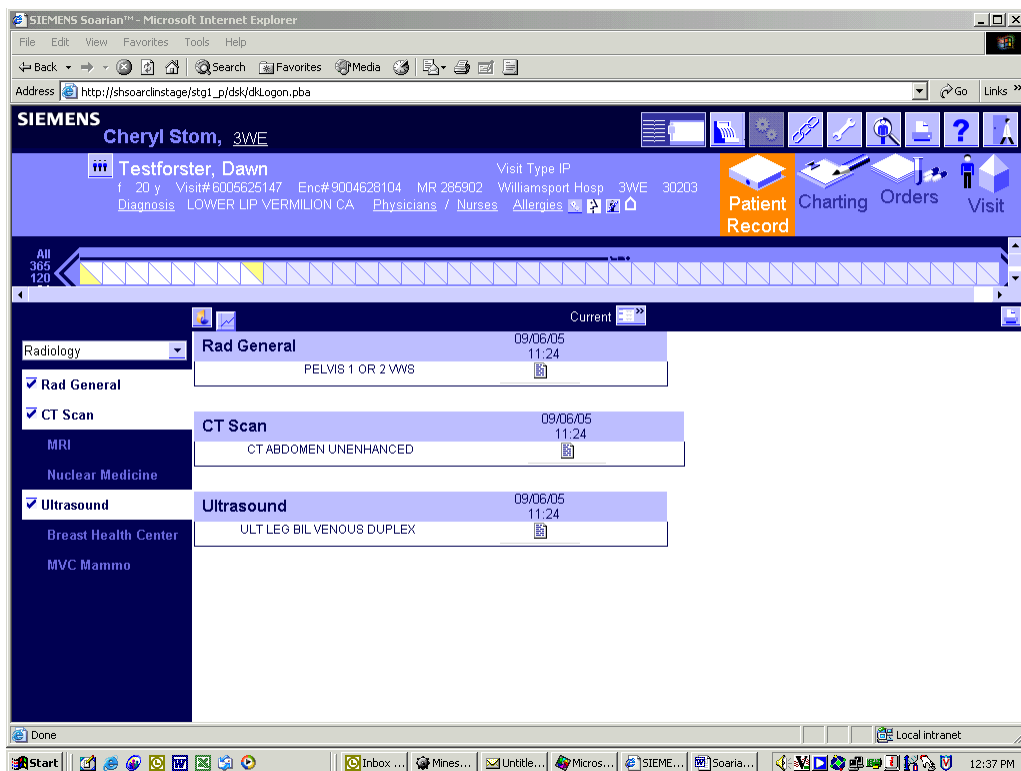 SIEMENS Soarian™ - Microsoft Internet Explorer
File Edit View Favorites Tools Help
Back Search Favorites Media
Address http://shsoarclinstage/stg1_p/dsk/dkLogon.pba Go Links »
SIEMENS
Cheryl Stom, 3WE
?
Testforster, Dawn Visit Type IP
f 20 y Visit# 6005625147 Enc# 9004628104 MR 285902 Williamsport Hosp 3WE 30203
Diagnosis LOWER LIP VERMILION CA Physicians / Nurses Allergies
Patient Record
Charting
Orders
Visit
All
365
120
Current
Radiology
Rad General
CT Scan
MRI
Nuclear Medicine
Ultrasound
Breast Health Center
MVC Mammo
Rad General 09/06/05
11:24
PELVIS 1 OR 2 VWS
CT Scan 09/06/05
11:24
CT ABDOMEN UNENHANCED
Ultrasound 09/06/05
11:24
ULT LEG BIL VENOUS DUPLEX
Done Local intranet
Start Inbox ... Mines... Untitle... Micros... SIEME... Soaria... 12:37 PM